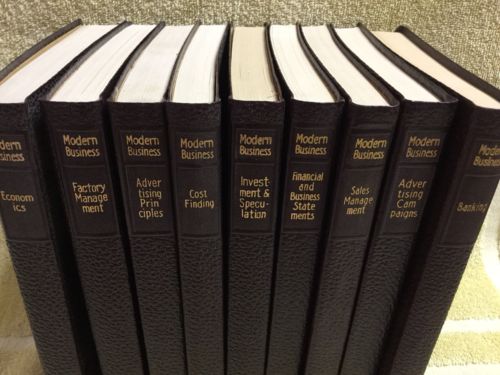 Modern
Business
Econom
ics
Modern
Business
Factory
Manage
ment
Modern
Business
Adver
tising
Prin
ciples
Modern
Business
Cost
Finding
Modern
Business
Invest-
ment &
Specu-
lation
Modern
Business
Financial
and
Business
State
ments
Modern
Business
Sales
Manage
ment
Modern
Business
Adver
tising
Cam
paigns
Modern
Business
Banking